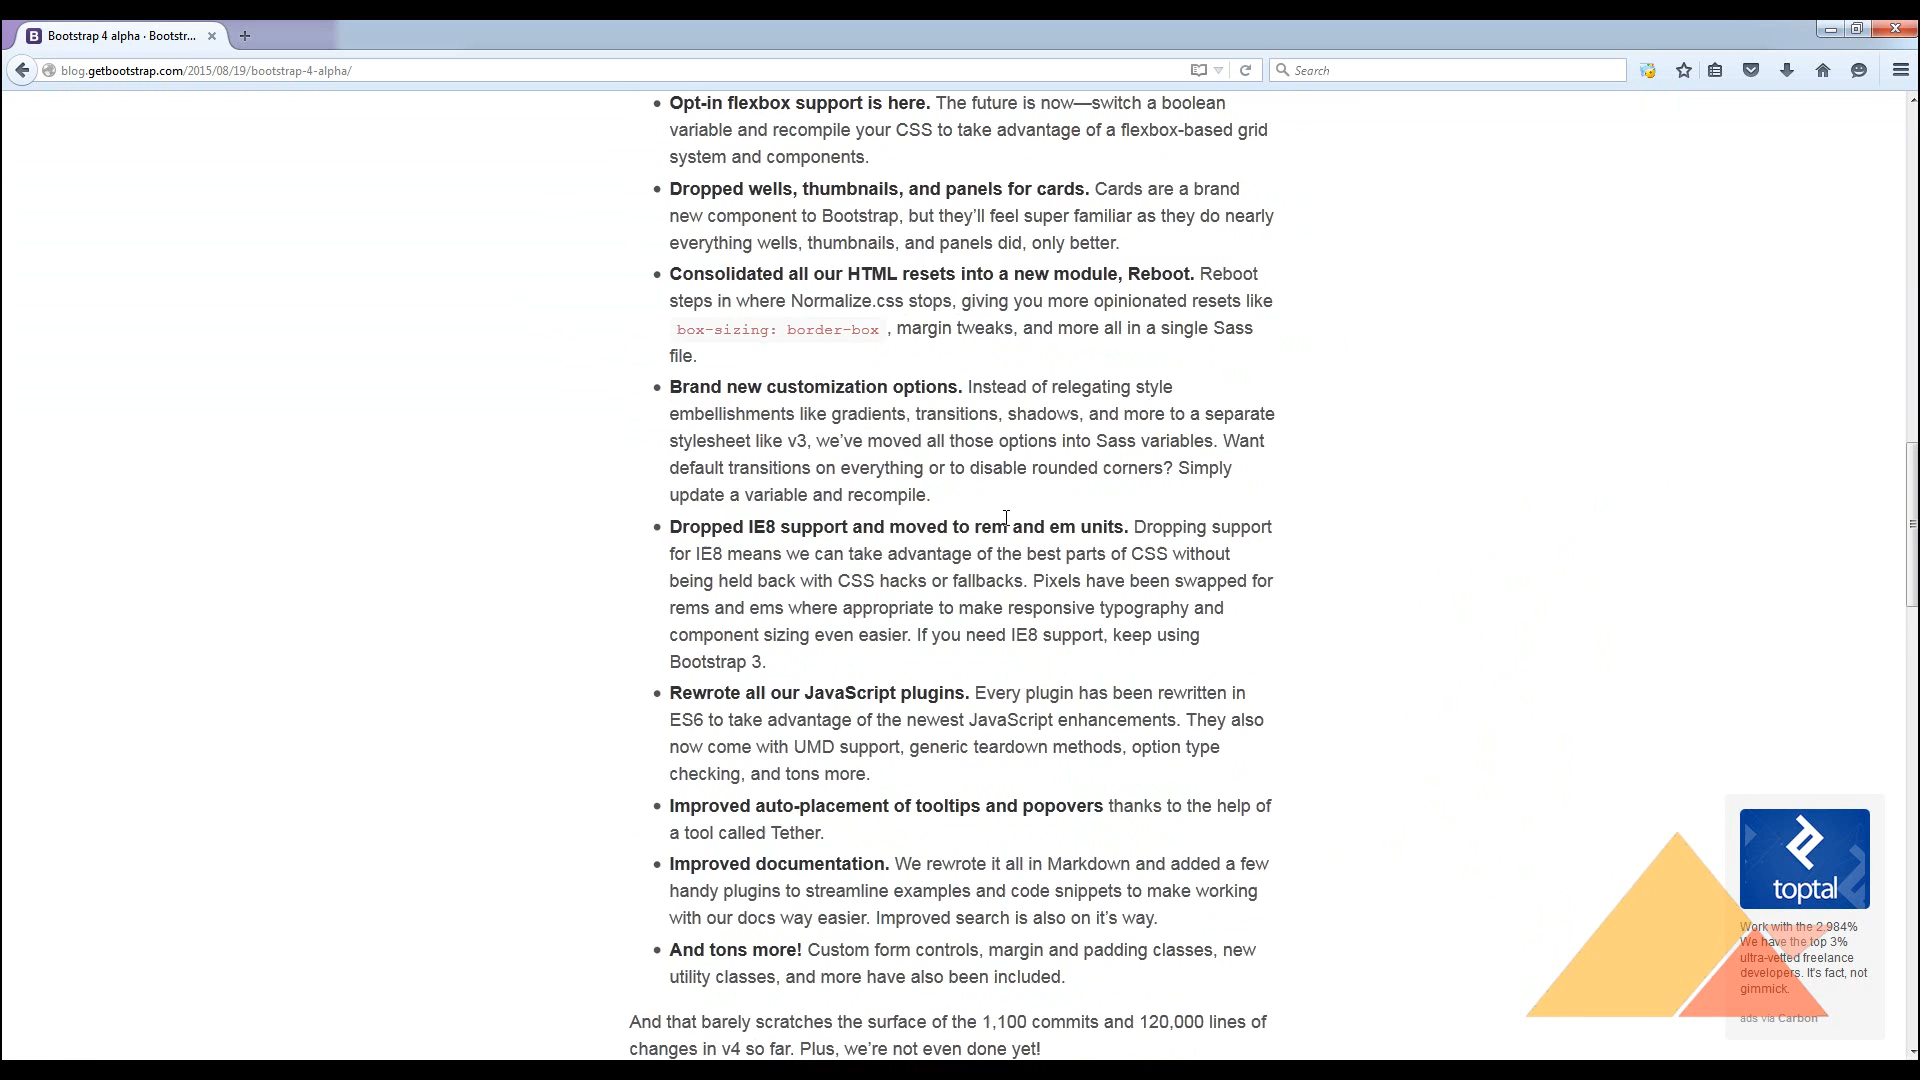 Bootstrap 4 alpha · Bootstr...
blog.getbootstrap.com/2015/08/19/bootstrap-4-alpha/
Search
Opt-in flexbox support is here. The future is now—switch a boolean
variable and recompile your CSS to take advantage of a flexbox-based grid
system and components.
Dropped wells, thumbnails, and panels for cards. Cards are a brand
new component to Bootstrap, but they'll feel super familiar as they do nearly
everything wells, thumbnails, and panels did, only better.
Consolidated all our HTML resets into a new module, Reboot. Reboot
steps in where Normalize.css stops, giving you more opinionated resets like
box-sizing: border-box , margin tweaks, and more all in a single Sass
file.
Brand new customization options. Instead of relegating style
embellishments like gradients, transitions, shadows, and more to a separate
stylesheet like v3, we've moved all those options into Sass variables. Want
default transitions on everything or to disable rounded corners? Simply
update a variable and recompile.
Dropped IE8 support and moved to rem and em units. Dropping support
for IE8 means we can take advantage of the best parts of CSS without
being held back with CSS hacks or fallbacks. Pixels have been swapped for
rems and ems where appropriate to make responsive typography and
component sizing even easier. If you need IE8 support, keep using
Bootstrap 3.
Rewrote all our JavaScript plugins. Every plugin has been rewritten in
ES6 to take advantage of the newest JavaScript enhancements. They also
now come with UMD support, generic teardown methods, option type
checking, and tons more.
Improved auto-placement of tooltips and popovers thanks to the help of
a tool called Tether.
Improved documentation. We rewrote it all in Markdown and added a few
handy plugins to streamline examples and code snippets to make working
with our docs way easier. Improved search is also on it's way.
And tons more! Custom form controls, margin and padding classes, new
utility classes, and more have also been included.
And that barely scratches the surface of the 1,100 commits and 120,000 lines of
changes in v4 so far. Plus, we're not even done yet!
toptal
Work with the 2.984%
We have the top 3%
ultra-vetted freelance
developers. It's fact, not
gimmick.
ads via Carbon